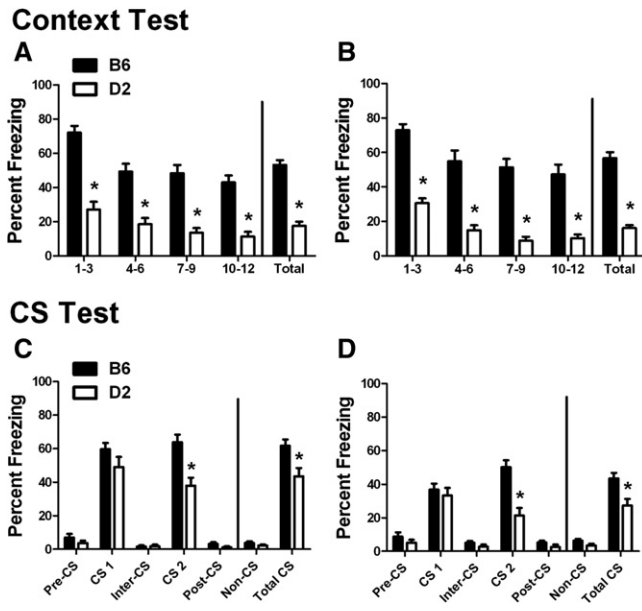 Context Test
A
B6
D2
Percent Freezing
100
80
60
40
20
0
*
*
*
*
*
1-3
4-6
7-9
10-12
Total
B
Percent Freezing
100
80
60
40
20
0
*
*
*
*
*
1-3
4-6
7-9
10-12
Total
CS Test
C
B6
D2
Percent Freezing
100
80
60
40
20
0
*
*
Pre-CS
CS 1
Inter-CS
CS 2
Post-CS
Non-CS
Total CS
D
Percent Freezing
100
80
60
40
20
0
*
*
Pre-CS
CS 1
Inter-CS
CS 2
Post-CS
Non-CS
Total CS